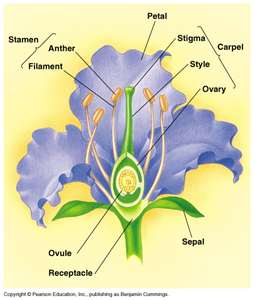 Petal
Stigma
Stamen
Anther
Carpel
Filament
Style
Ovary
Ovule
Sepal
Receptacle
Copyright © Pearson Education, Inc., publishing as Benjamin Cummings.